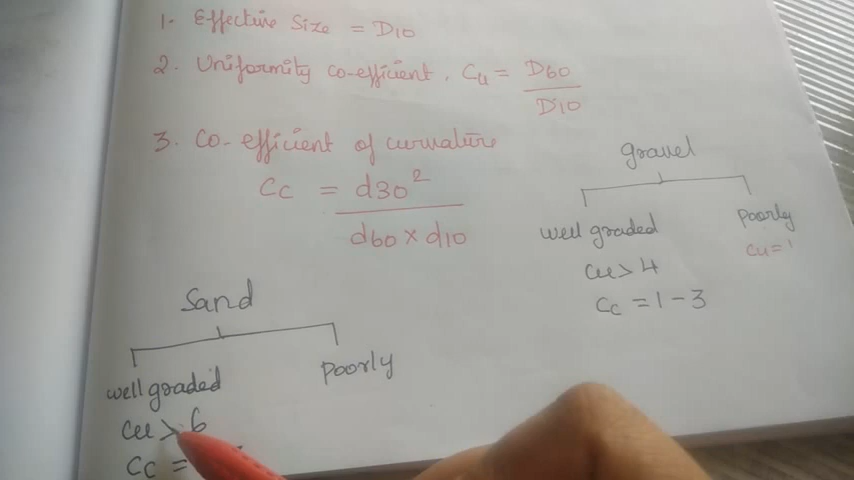 1. Effective Size = D10
2. Uniformity co-efficient, Cu = D60
D10
3. Co-efficient of curvature
Cc = d30²
d60 × d10
gravel
well graded
poorly
Cu > 4
Cu = 1
Cc = 1 - 3
Sand
well graded
poorly
Cu > 6
Cc =